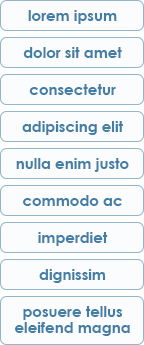 lorem ipsum
dolor sit amet
consectetur
adipiscing elit
nulla enim justo
commodo ac
imperdiet
dignissim
posuere tellus
eleifend magna